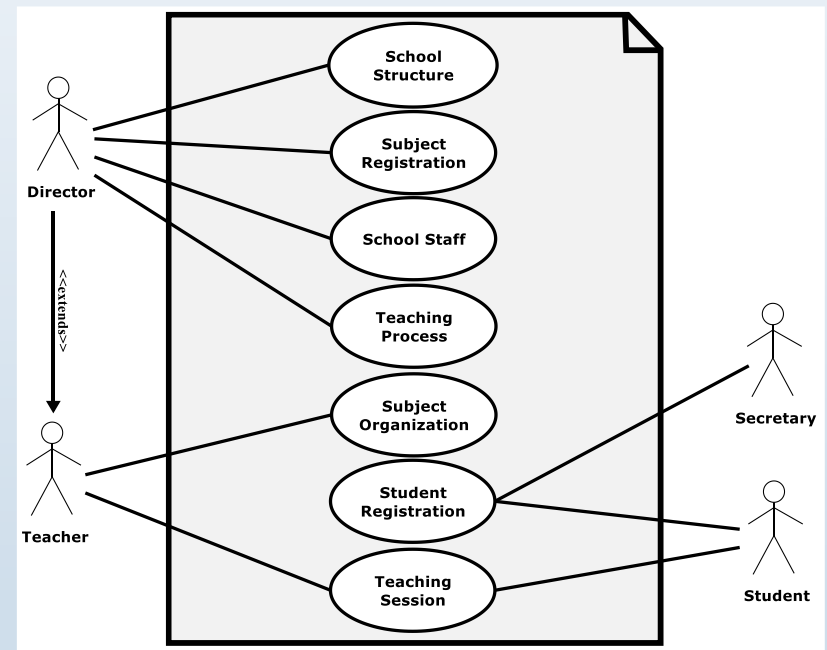 School
Structure
Subject
Registration
Director
School Staff
<<extends>>
Teaching
Process
Subject
Organization
Secretary
Student
Registration
Teacher
Teaching
Session
Student